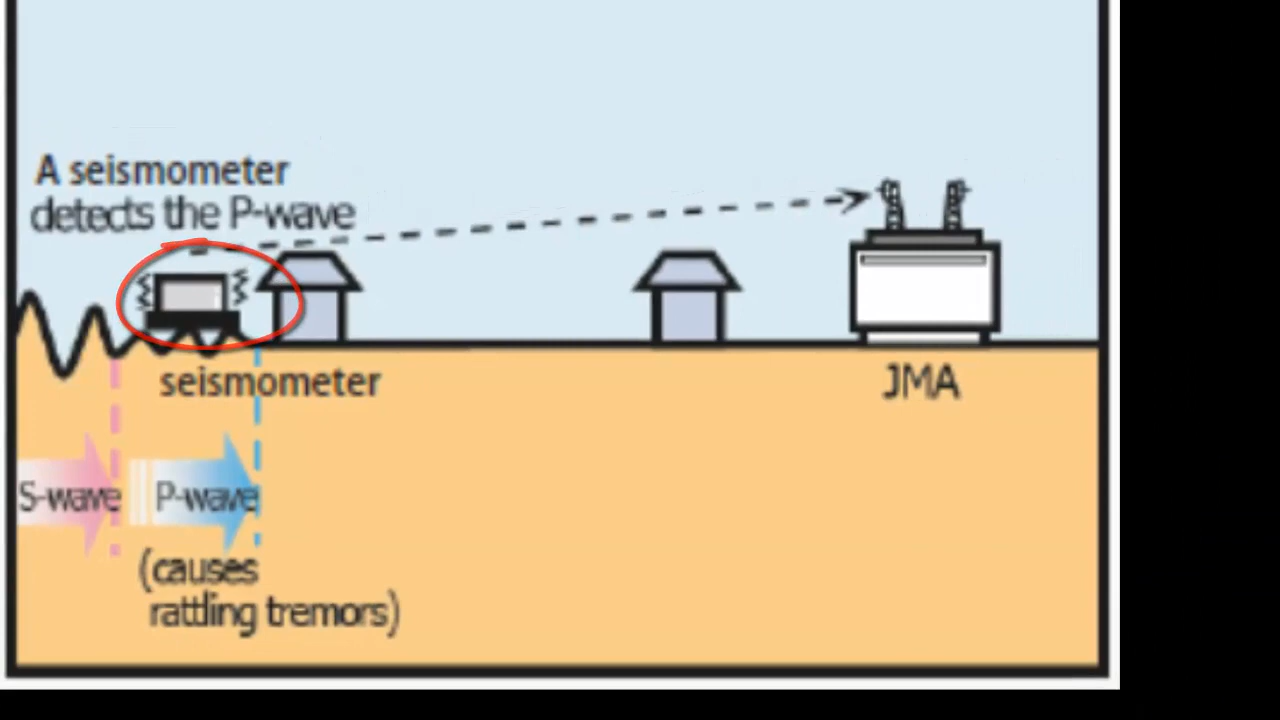 A seismometer
detects the P-wave
seismometer
JMA
S-wave
P-wave
(causes
rattling tremors)